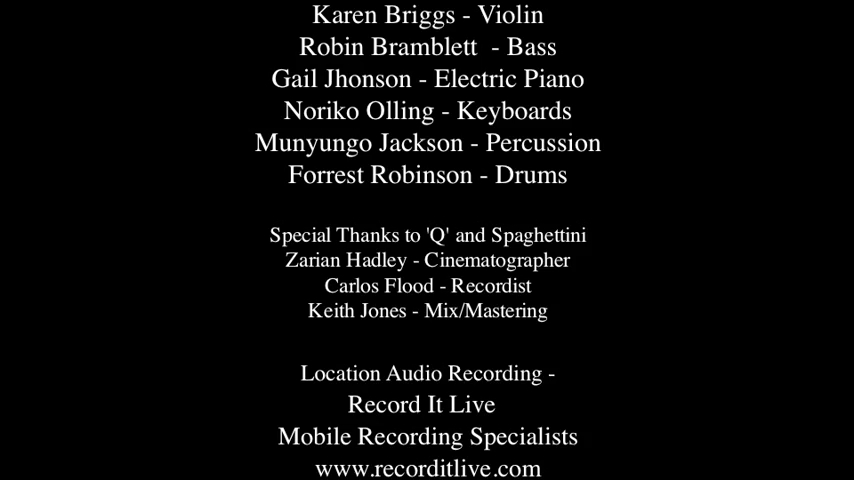 Karen Briggs - Violin
Robin Bramblett - Bass
Gail Jhonson - Electric Piano
Noriko Olling - Keyboards
Munyungo Jackson - Percussion
Forrest Robinson - Drums
Special Thanks to 'Q' and Spaghettini
Zarian Hadley - Cinematographer
Carlos Flood - Recordist
Keith Jones - Mix/Mastering
Location Audio Recording -
Record It Live
Mobile Recording Specialists
www.recorditlive.com